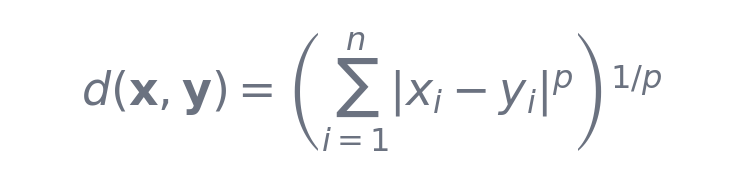 d(𝐱, 𝐲) = (∑_{i=1}^{n} |x_i − y_i|^p)^{1/p}